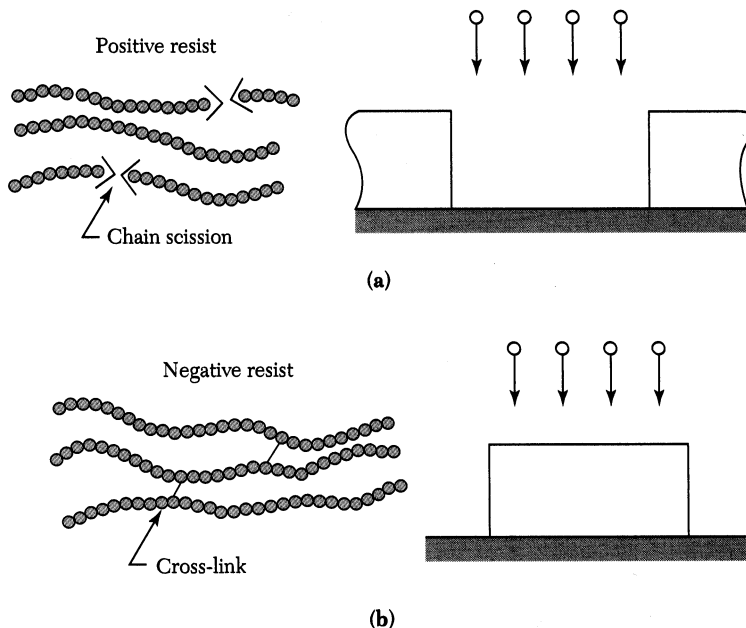 Positive resist
Chain scission
(a)
Negative resist
Cross-link
(b)